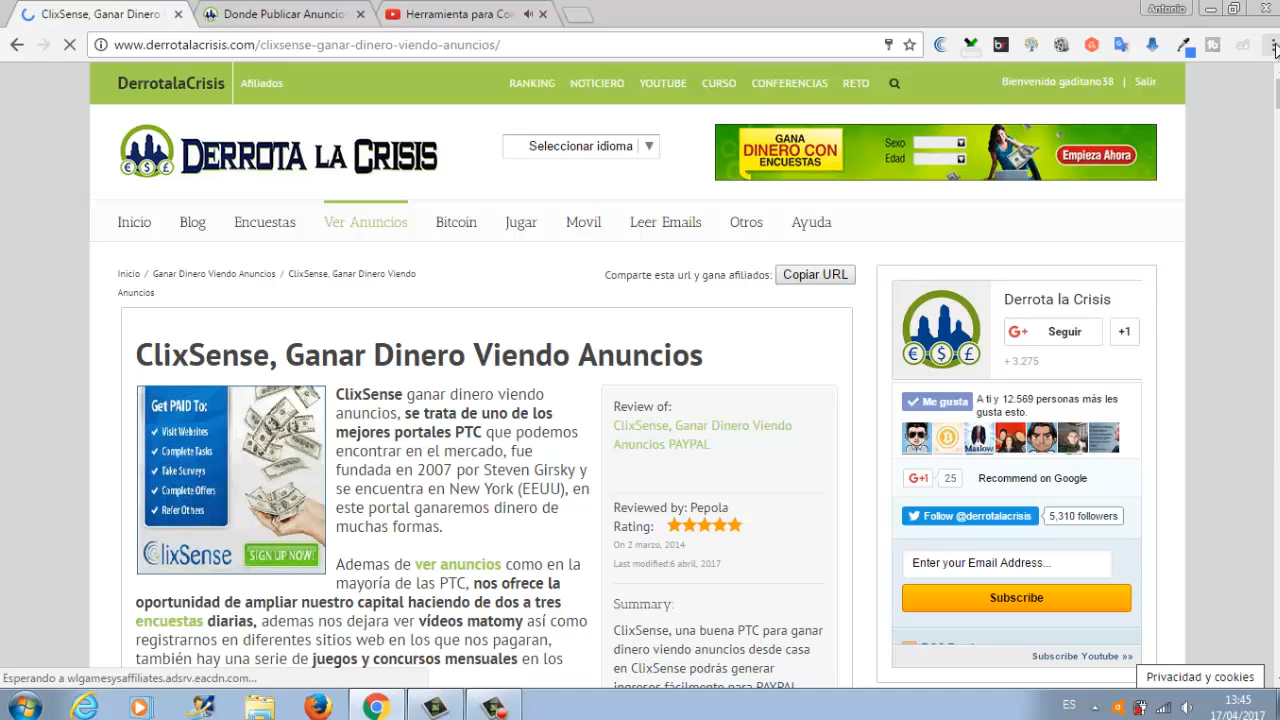 ClixSense, Ganar Dinero
Donde Publicar Anuncios
Herramienta para Co
Antonio
www.derrotalacrisis.com/clixsense-ganar-dinero-viendo-anuncios/
DerrotalaCrisis
Afiliados
RANKING
NOTICIERO
YOUTUBE
CURSO
CONFERENCIAS
RETO
Bienvenido gaditano38 | Salir
DERROTA LA CRISIS
Seleccionar idioma
GANA
DINERO CON
ENCUESTAS
Sexo
Edad
Empieza Ahora
Inicio
Blog
Encuestas
Ver Anuncios
Bitcoin
Jugar
Movil
Leer Emails
Otros
Ayuda
Inicio / Ganar Dinero Viendo Anuncios / ClixSense, Ganar Dinero Viendo
Anuncios
Comparte esta url y gana afiliados:
Copiar URL
ClixSense, Ganar Dinero Viendo Anuncios
Get PAID To:
Visit Websites
Complete Tasks
Take Surveys
Complete Offers
Refer Others
ClixSense
SIGN UP NOW!
ClixSense ganar dinero viendo
anuncios, se trata de uno de los
mejores portales PTC que podemos
encontrar en el mercado, fue
fundada en 2007 por Steven Girsky y
se encuentra en New York (EEUU), en
este portal ganaremos dinero de
muchas formas.
Ademas de ver anuncios como en la
mayoría de las PTC, nos ofrece la
oportunidad de ampliar nuestro capital haciendo de dos a tres
encuestas diarias, ademas nos dejara ver vídeos matomy así como
registrarnos en diferentes sitios web en los que nos pagaran,
también hay una serie de juegos y concursos mensuales en los
Review of:
ClixSense, Ganar Dinero Viendo
Anuncios PAYPAL
Reviewed by: Pepola
Rating:
On 2 marzo, 2014
Last modified:6 abril, 2017
Summary:
ClixSense, una buena PTC para ganar
dinero viendo anuncios desde casa
en ClixSense podrás generar
ingresos fácilmente para PAYPAL
Derrota la Crisis
G+ Seguir
+1
+ 3.275
Me gusta
A ti y 12.569 personas más les
gusta esto.
Maslow
G+1
25
Recommend on Google
Follow @derrotalacrisis
5,310 followers
Enter your Email Address...
Subscribe
Subscribe Youtube »»
Privacidad y cookies
Esperando a wlgamesysaffiliates.adsrv.eacdn.com...
ES
13:45
17/04/2017